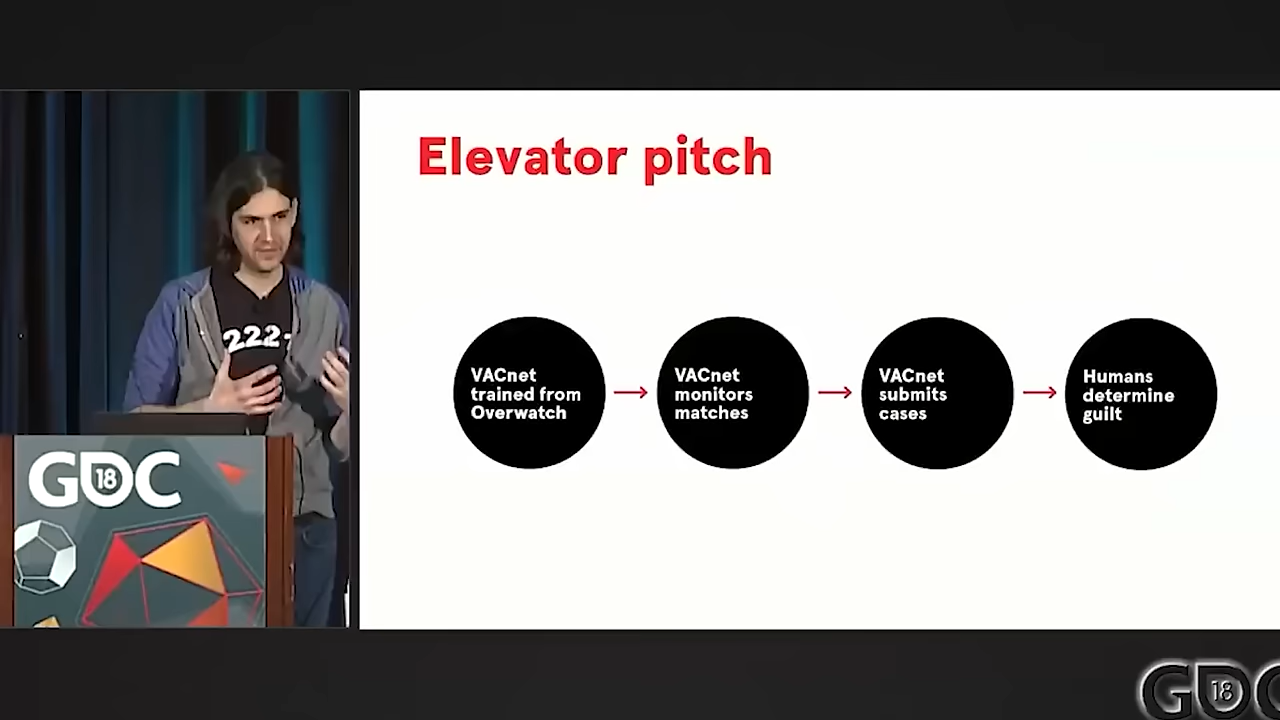 Elevator pitch
VACnet
trained from
Overwatch
VACnet
monitors
matches
VACnet
submits
cases
Humans
determine
guilt
222
GDC
18
GDC
18